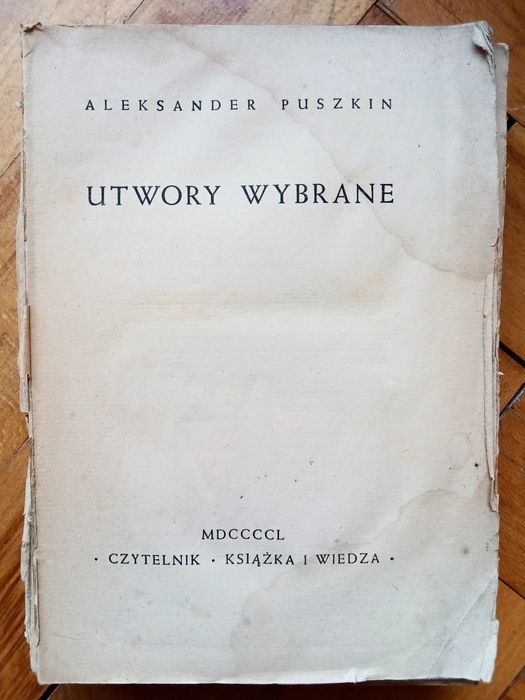 ALEKSANDER PUSZKIN
UTWORY WYBRANE
MDCCCCL
• CZYTELNIK • KSIĄŻKA I WIEDZA •